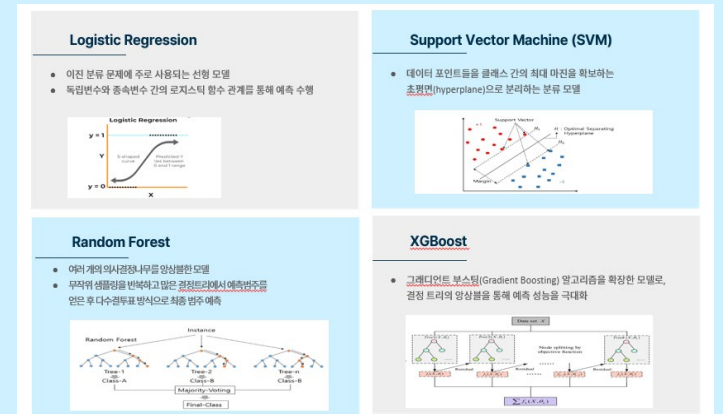 Logistic Regression
● 이진 분류 문제에 주로 사용되는 선형 모델
● 독립변수와 종속변수 간의 로지스틱 함수 관계를 통해 예측 수행
Logistic Regression
y = 1
Y
S-shaped
curve
Predicted Y
lies between
0 and 1 range
y = 0
X
Support Vector Machine (SVM)
● 데이터 포인트들을 클래스 간의 최대 마진을 확보하는
초평면(hyperplane)으로 분리하는 분류 모델
Support Vector
H : Optimal Separating
Hyperplane
Margin
Random Forest
● 여러 개의 의사결정나무를 앙상블한 모델
● 무작위 샘플링을 반복하고 많은 결정트리에서 예측범주를
얻은 후 다수결투표 방식으로 최종 범주 예측
Instance
Random Forest
Tree-1
Tree-2
Tree-n
Class-A
Class-B
Class-B
Majority-Voting
Final-Class
XGBoost
● 그래디언트 부스팅(Gradient Boosting) 알고리즘을 확장한 모델로,
결정 트리의 앙상블을 통해 예측 성능을 극대화
Node splitting by
objective function
Residual
Residual
Residual